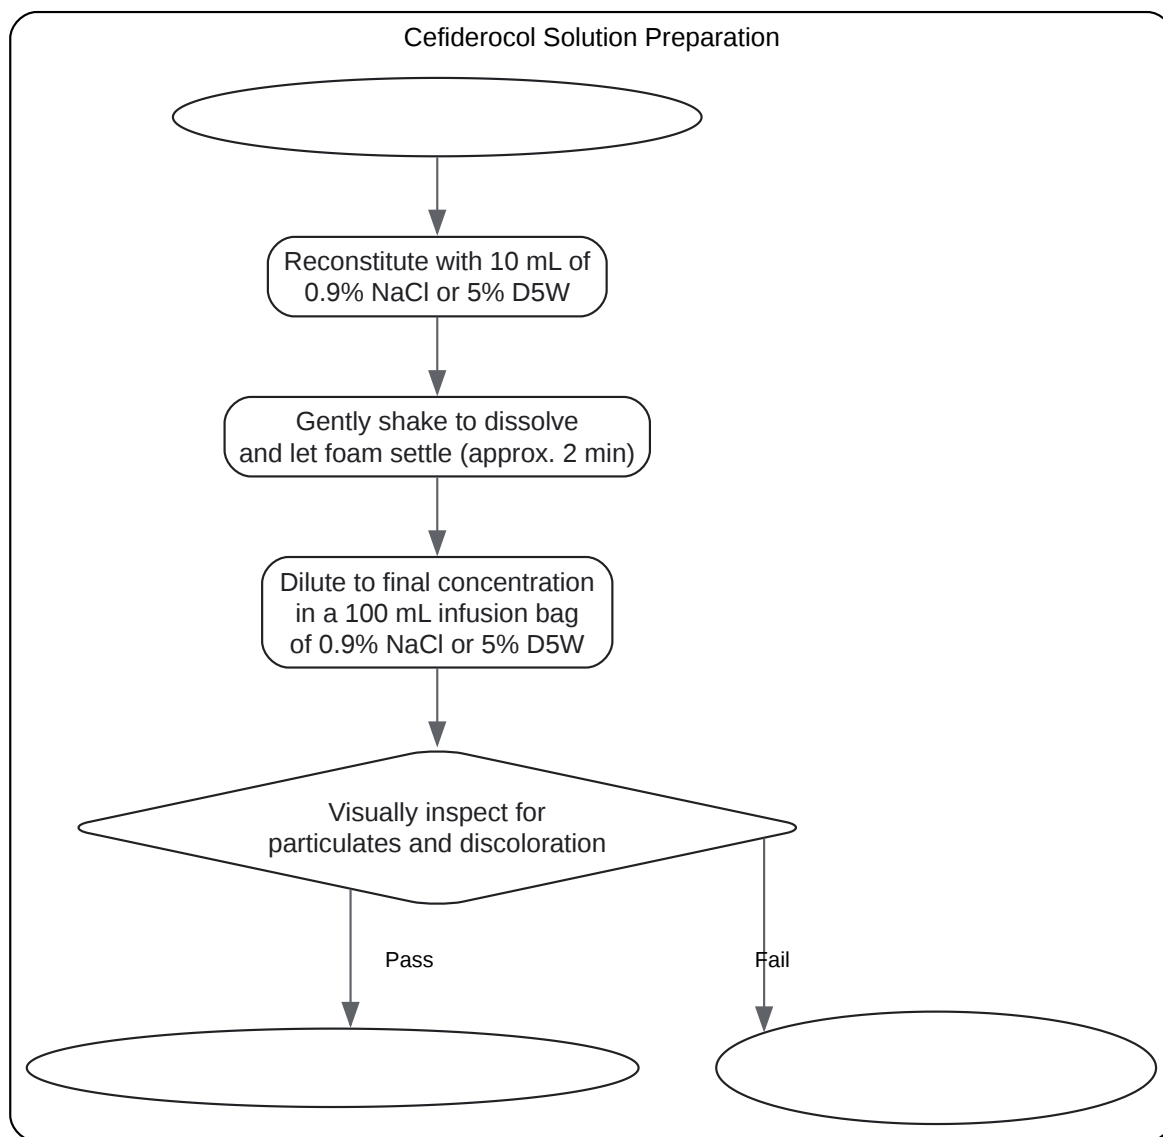 Cefiderocol Solution Preparation
Reconstitute with 10 mL of
0.9% NaCl or 5% D5W
Gently shake to dissolve
and let foam settle (approx. 2 min)
Dilute to final concentration
in a 100 mL infusion bag
of 0.9% NaCl or 5% D5W
Visually inspect for
particulates and discoloration
Pass
Fail